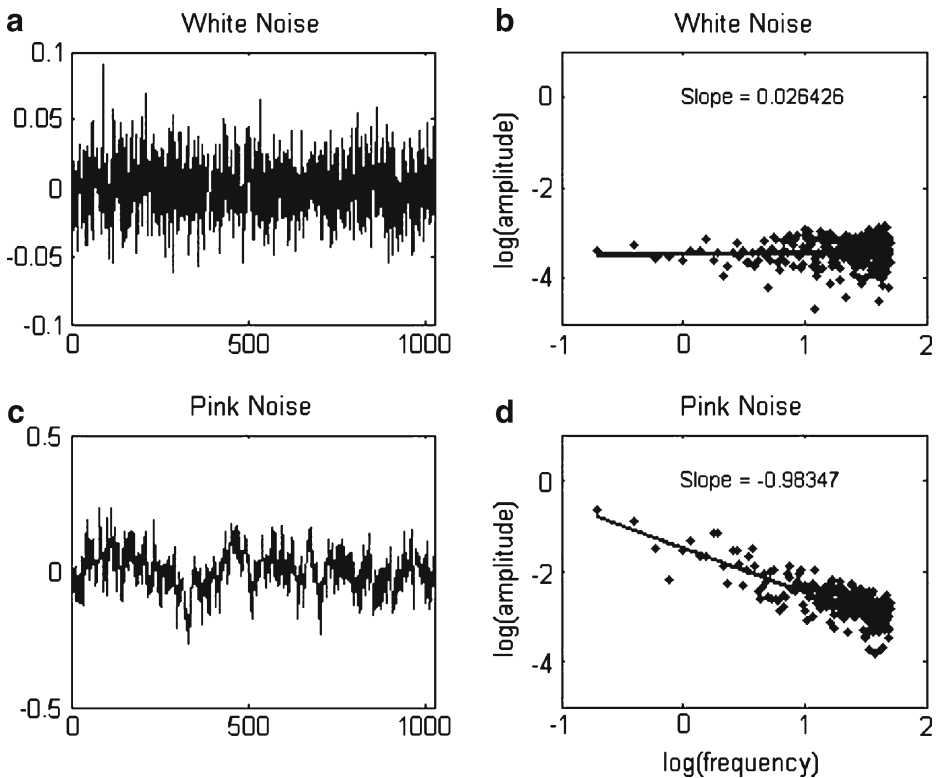 a White Noise
0.1
0.05
0
-0.05
-0.1
0 500 1000
b White Noise
Slope = 0.026426
log(amplitude)
0
-2
-4
-1 0 1 2
c Pink Noise
0.5
0
-0.5
0 500 1000
d Pink Noise
Slope = -0.98347
log(amplitude)
0
-2
-4
-1 0 1 2
log(frequency)